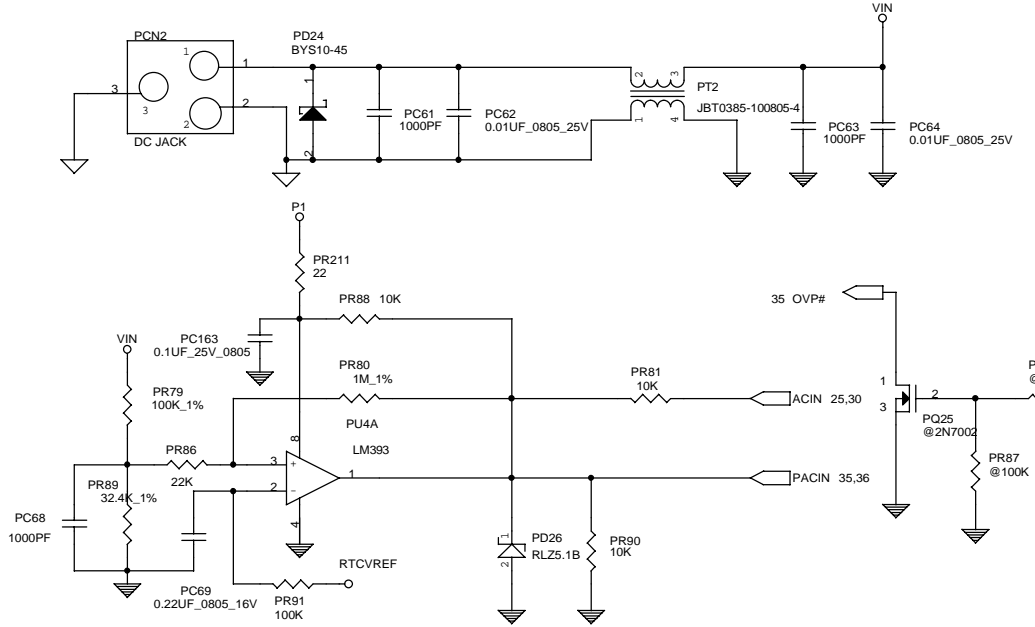 PCN2
1
3
2
1
2
3
DC JACK
PD24
BYS10-45
1
2
PC61
1000PF
PC62
0.01UF_0805_25V
2
3
1
4
PT2
JBT0385-100805-4
VIN
PC63
1000PF
PC64
0.01UF_0805_25V
P1
PR211
22
PR88 10K
PC163
0.1UF_25V_0805
VIN
PR79
100K_1%
PR80
1M_1%
PR81
10K
ACIN 25,30
PU4A
LM393
PR86
22K
3
2
8
4
1
+
-
PR89
32.4K_1%
PC68
1000PF
PC69
0.22UF_0805_16V
PR91
100K
RTCVREF
PD26
RLZ5.1B
1
2
PR90
10K
PACIN 35,36
35 OVP#
1
3
2
PQ25
@2N7002
PR87
@100K
P
@